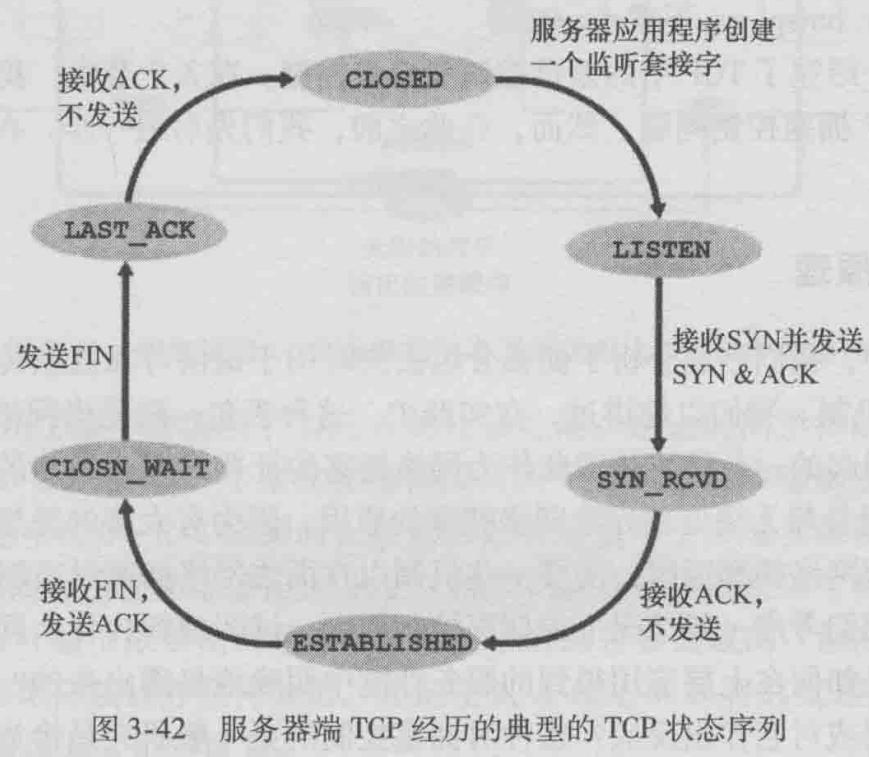 服务器应用程序创建
一个监听套接字
接收ACK,
不发送
CLOSED
LAST_ACK
LISTEN
发送FIN
接收SYN并发送
SYN & ACK
CLOSN_WAIT
SYN_RCVD
接收FIN,
发送ACK
接收ACK,
不发送
ESTABLISHED
图 3-42 服务器端 TCP 经历的典型的 TCP 状态序列